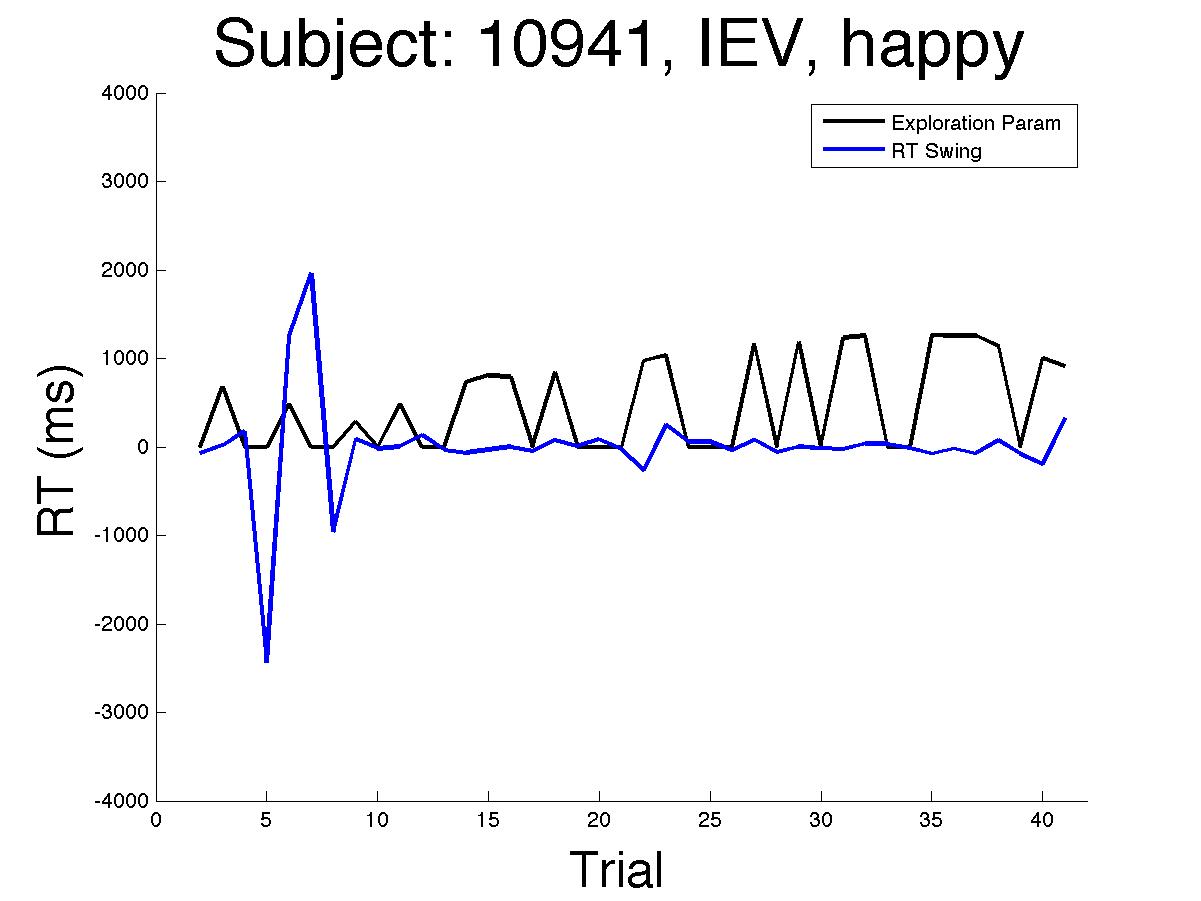 Subject: 10941, IEV, happy
Exploration Param
RT Swing
4000
3000
2000
1000
0
-1000
-2000
-3000
-4000
RT (ms)
0 5 10 15 20 25 30 35 40
Trial